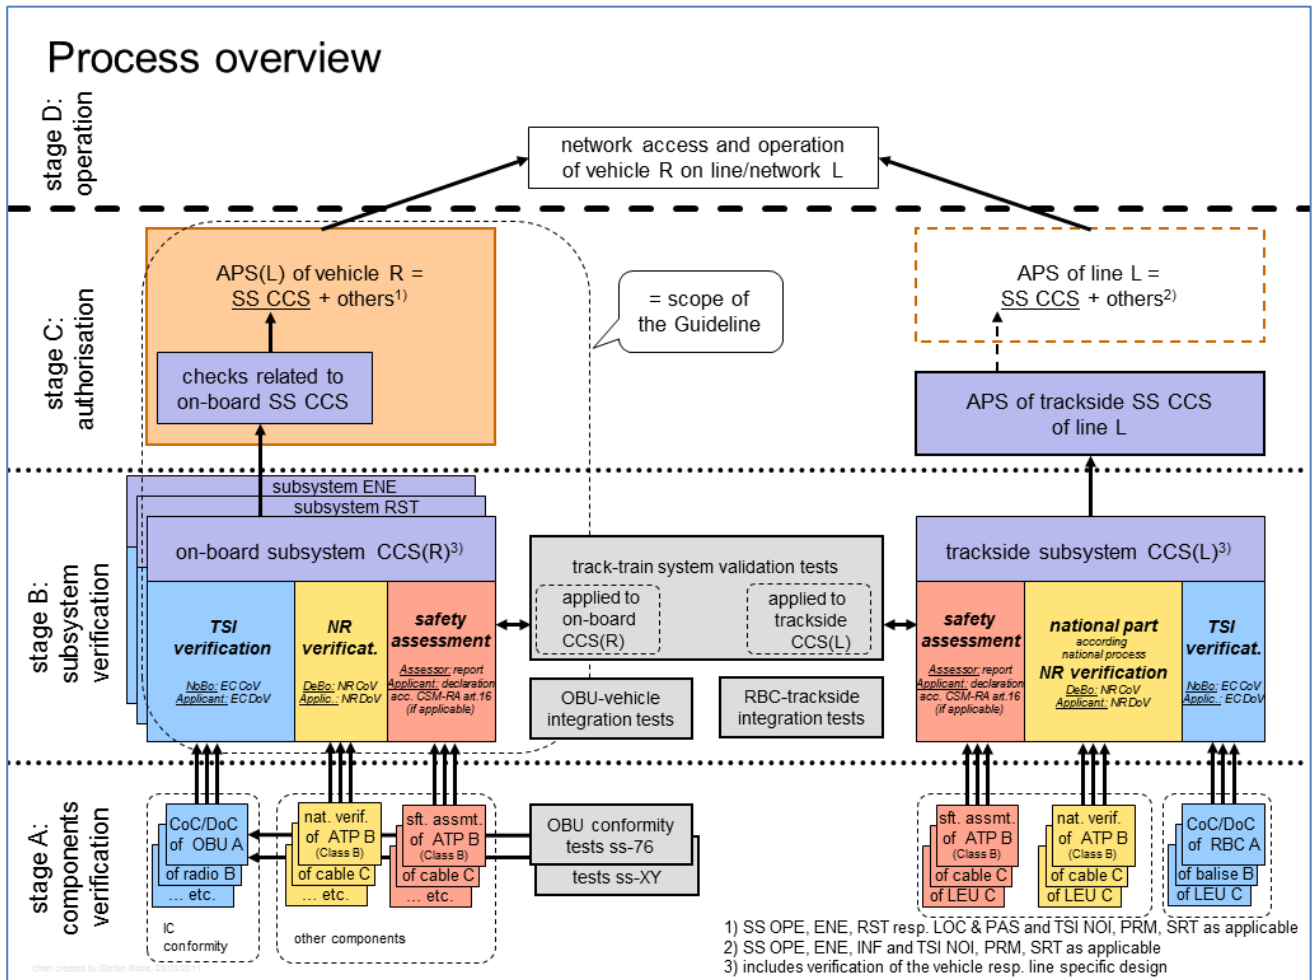 Process overview
stage D:
operation
network access and operation
of vehicle R on line/network L
stage C:
authorisation
APS(L) of vehicle R =
SS CCS + others1)
checks related to
on-board SS CCS
= scope of
the Guideline
APS of line L =
SS CCS + others2)
APS of trackside SS CCS
of line L
stage B:
subsystem
verification
subsystem ENE
subsystem RST
on-board subsystem CCS(R)3)
TSI
verification
NoBo: EC CoV
Applicant: EC DoV
NR
verificat.
DeBo: NR CoV
Applic.: NR DoV
safety
assessment
Assessor: report
Applicant: declaration
acc. CSM-RA art.16
(if applicable)
track-train system validation tests
applied to
on-board
CCS(R)
applied to
trackside
CCS(L)
OBU-vehicle
integration tests
RBC-trackside
integration tests
trackside subsystem CCS(L)3)
safety
assessment
Assessor: report
Applicant: declaration
acc. CSM-RA art.16
(if applicable)
national part
according
national process
NR verification
DeBo: NR CoV
Applicant: NR DoV
TSI
verificat.
NoBo: EC CoV
Applic.: EC DoV
stage A:
components
verification
CoC/DoC
of OBU A
of radio B
... etc.
IC
conformity
nat. verif.
of ATP B
(Class B)
of cable C
... etc.
sft. assmt.
of ATP B
(Class B)
of cable C
... etc.
other components
OBU conformity
tests ss-76
tests ss-XY
sft. assmt.
of ATP B
(Class B)
of cable C
of LEU C
nat. verif.
of ATP B
(Class B)
of cable C
of LEU C
CoC/DoC
of RBC A
of balise B
of LEU C
1) SS OPE, ENE, RST resp. LOC & PAS and TSI NOI, PRM, SRT as applicable
2) SS OPE, ENE, INF and TSI NOI, PRM, SRT as applicable
3) includes verification of the vehicle resp. line specific design
chart created by Stefan Bode, 29/03/2011